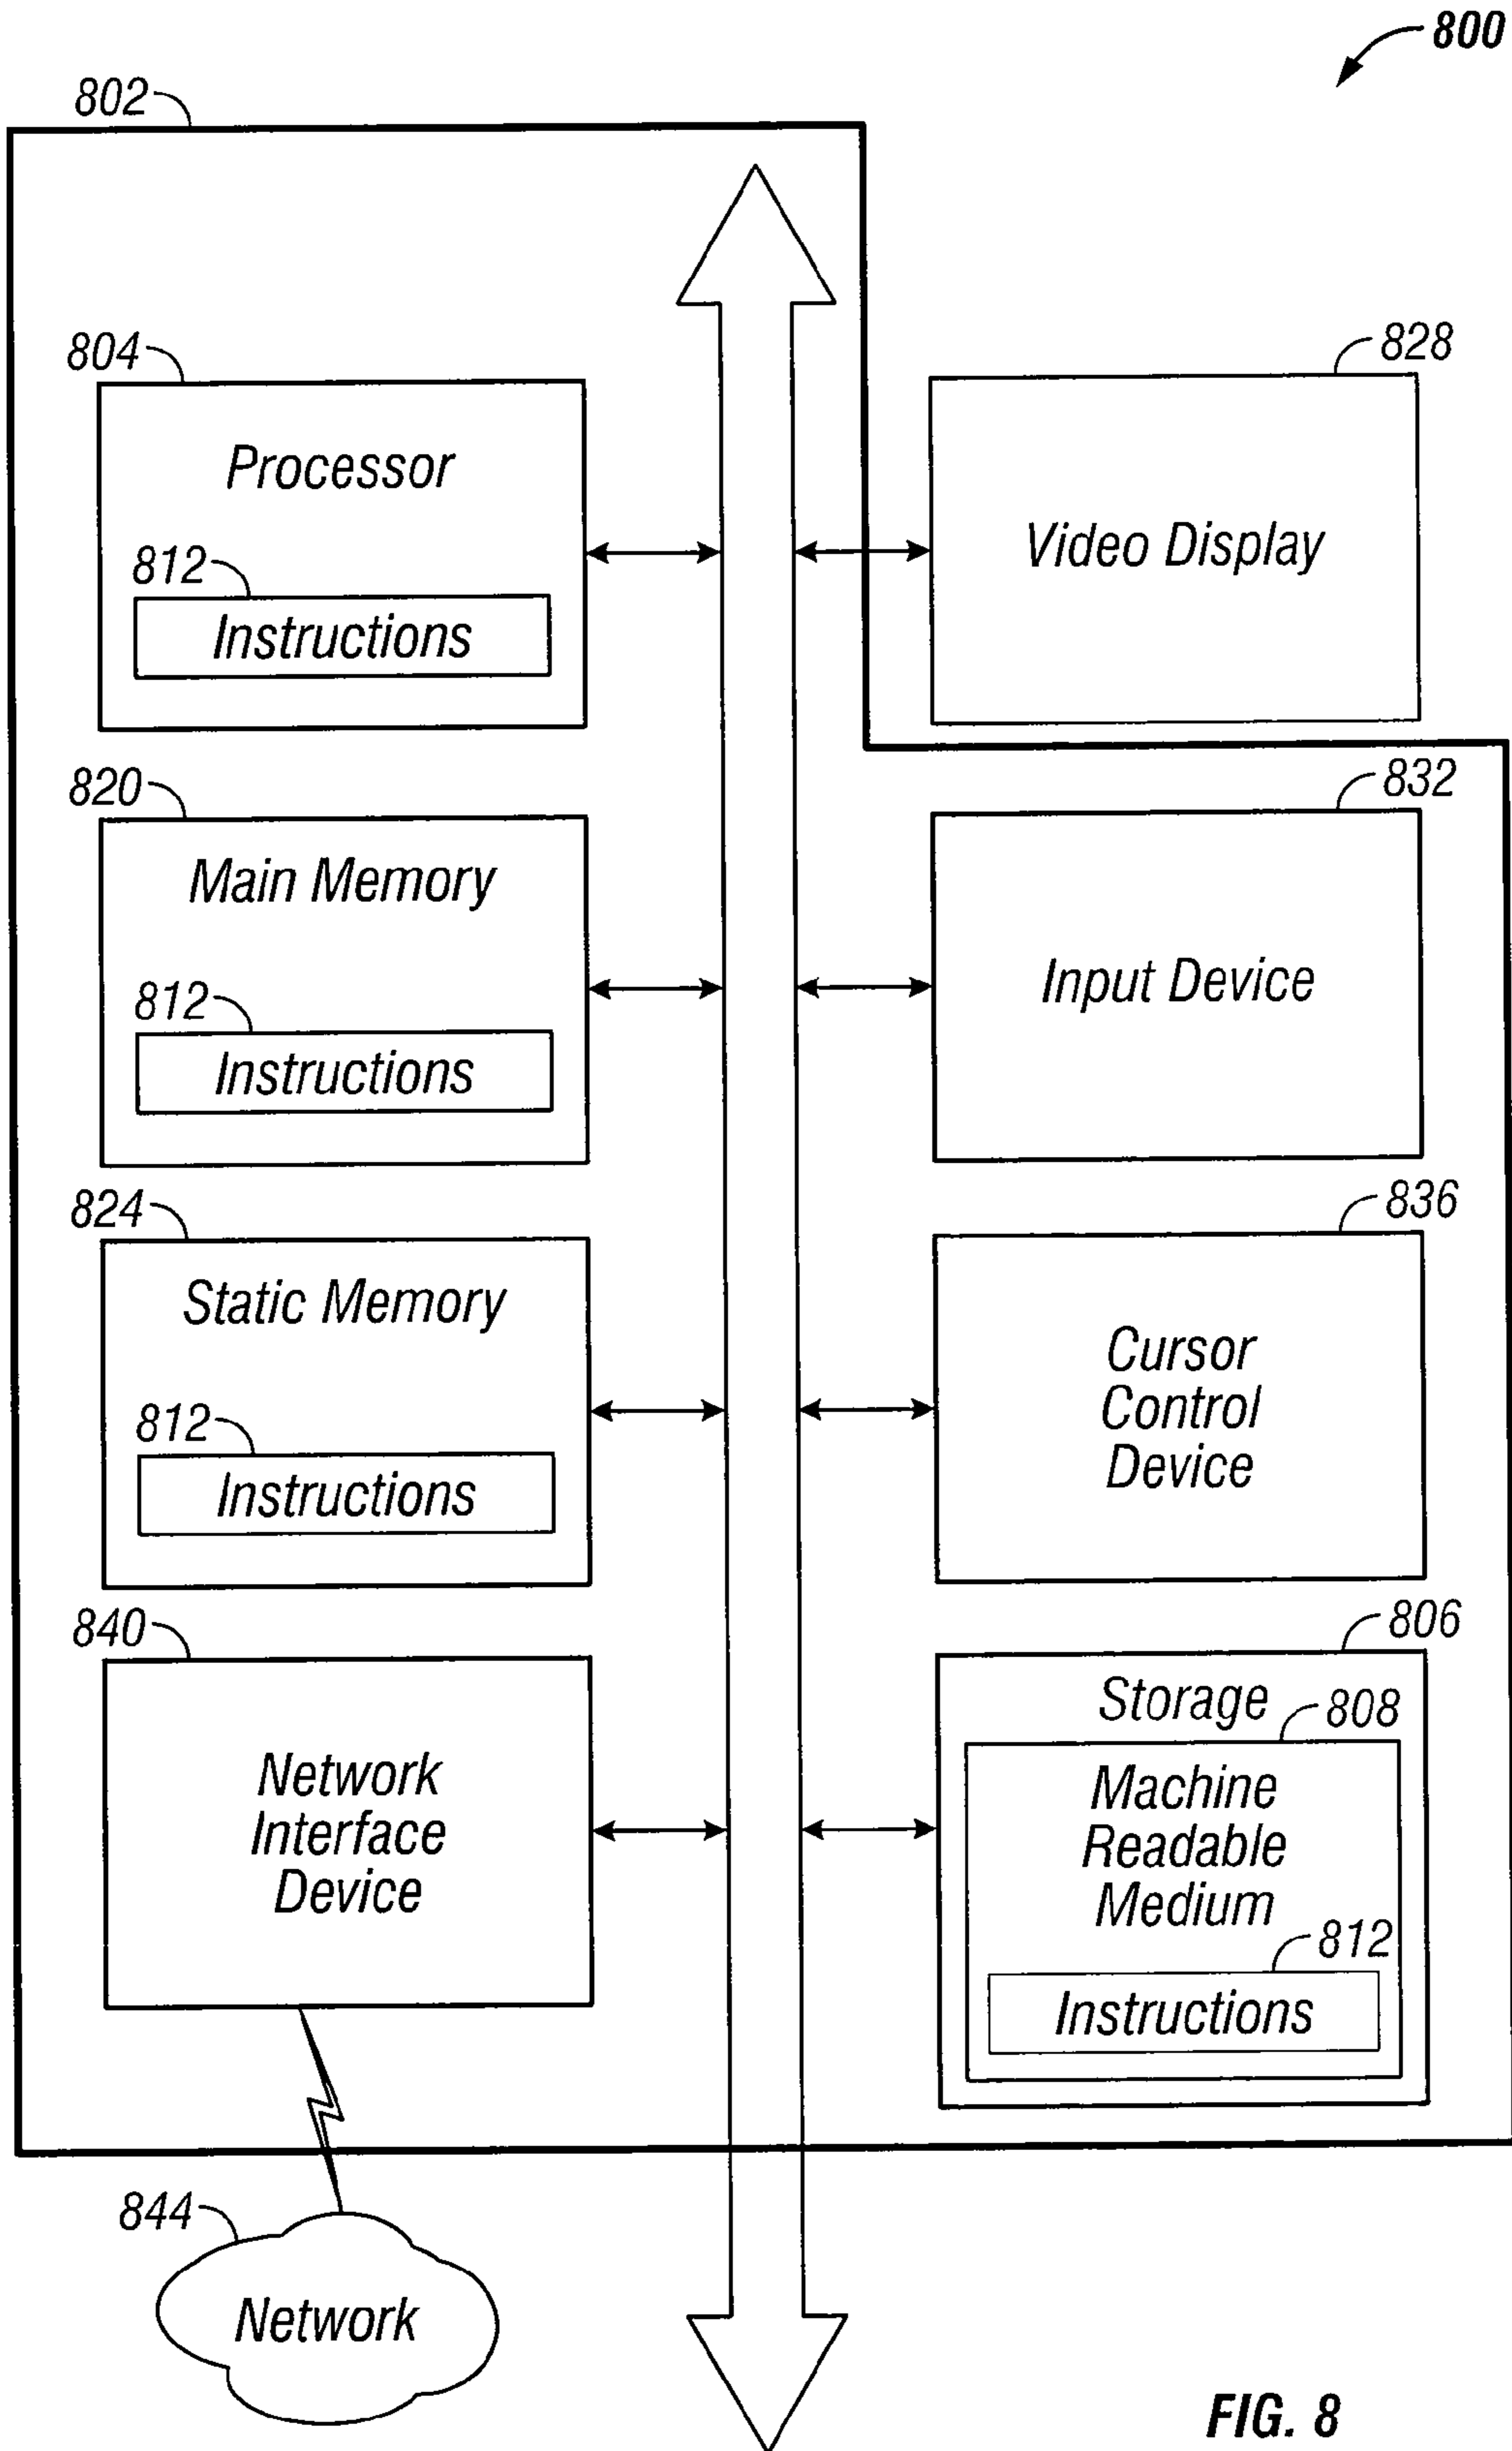 800
802
804
Processor
812
Instructions
828
Video Display
820
Main Memory
812
Instructions
832
Input Device
824
Static Memory
812
Instructions
836
Cursor
Control
Device
840
Network
Interface
Device
806
Storage
808
Machine
Readable
Medium
812
Instructions
844
Network
FIG. 8